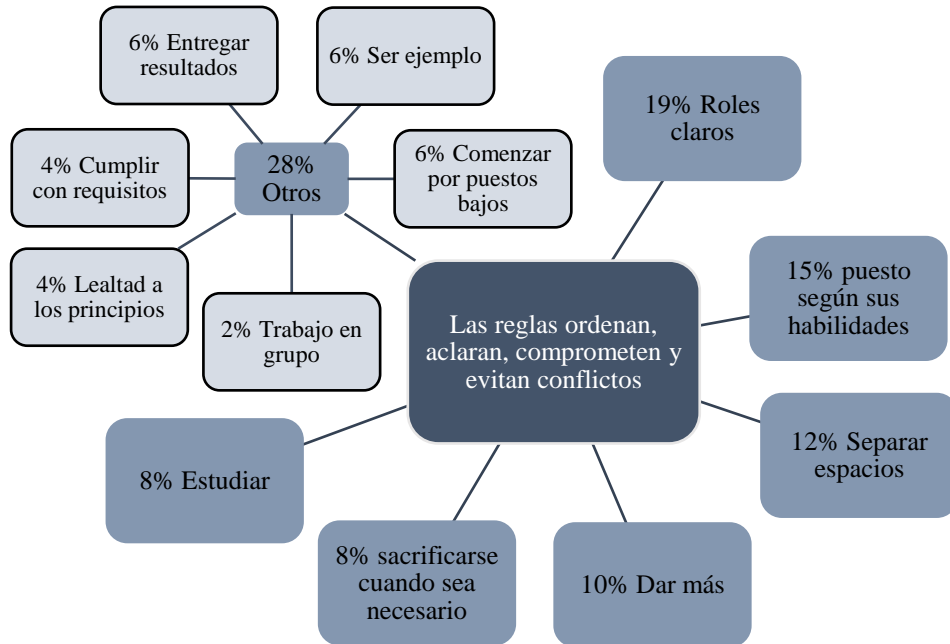 6% Entregar
resultados
6% Ser ejemplo
19% Roles
claros
4% Cumplir
con requisitos
28%
Otros
6% Comenzar
por puestos
bajos
4% Lealtad a
los principios
2% Trabajo en
grupo
15% puesto
según sus
habilidades
Las reglas ordenan,
aclaran, comprometen y
evitan conflictos
12% Separar
espacios
8% Estudiar
8% sacrificarse
cuando sea
necesario
10% Dar más